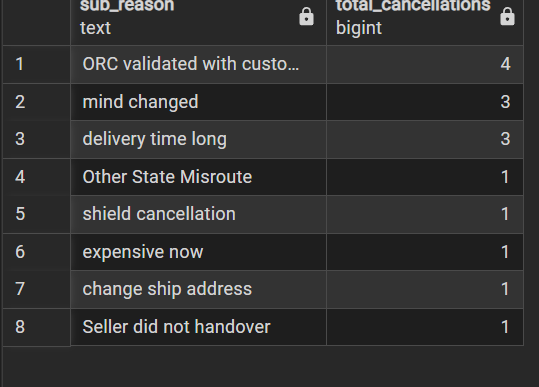 sub_reason total_cancellations
text bigint
1 ORC validated with custo... 4
2 mind changed 3
3 delivery time long 3
4 Other State Misroute 1
5 shield cancellation 1
6 expensive now 1
7 change ship address 1
8 Seller did not handover 1